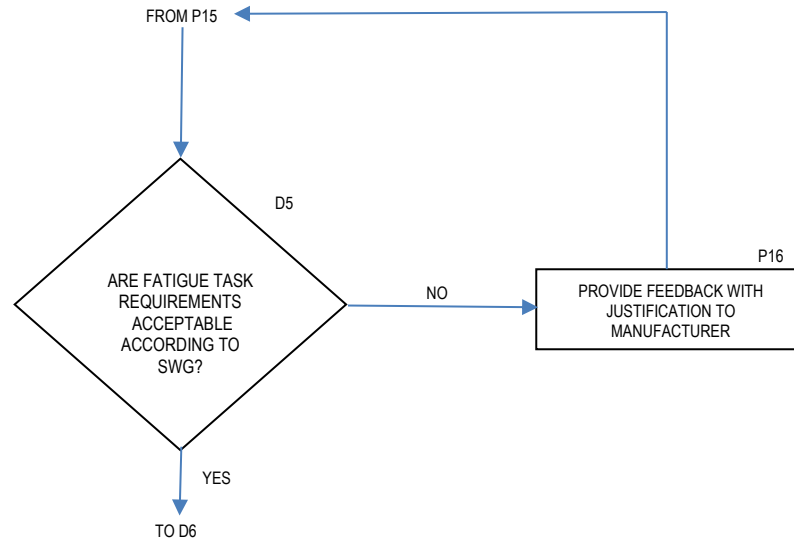 FROM P15
D5
ARE FATIGUE TASK
REQUIREMENTS
ACCEPTABLE
ACCORDING TO
SWG?
NO
P16
PROVIDE FEEDBACK WITH
JUSTIFICATION TO
MANUFACTURER
YES
TO D6